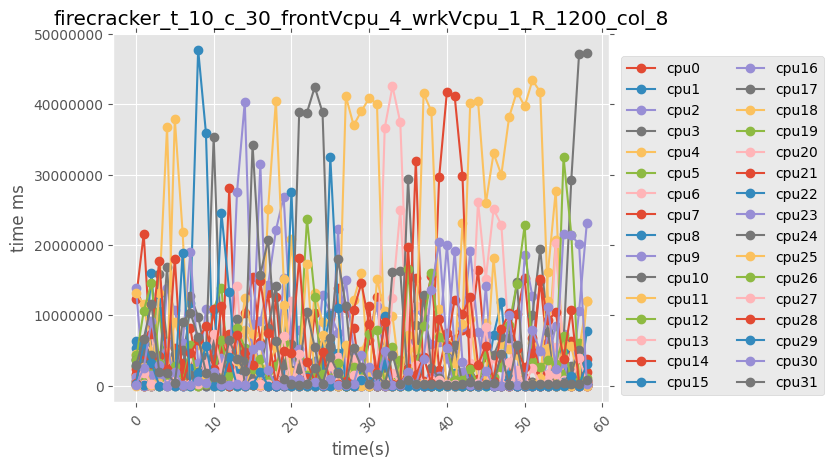 firecracker_t_10_c_30_frontVcpu_4_wrkVcpu_1_R_1200_col_8
50000000
40000000
30000000
20000000
10000000
0
time ms
0
10
20
30
40
50
60
time(s)
cpu0
cpu1
cpu2
cpu3
cpu4
cpu5
cpu6
cpu7
cpu8
cpu9
cpu10
cpu11
cpu12
cpu13
cpu14
cpu15
cpu16
cpu17
cpu18
cpu19
cpu20
cpu21
cpu22
cpu23
cpu24
cpu25
cpu26
cpu27
cpu28
cpu29
cpu30
cpu31